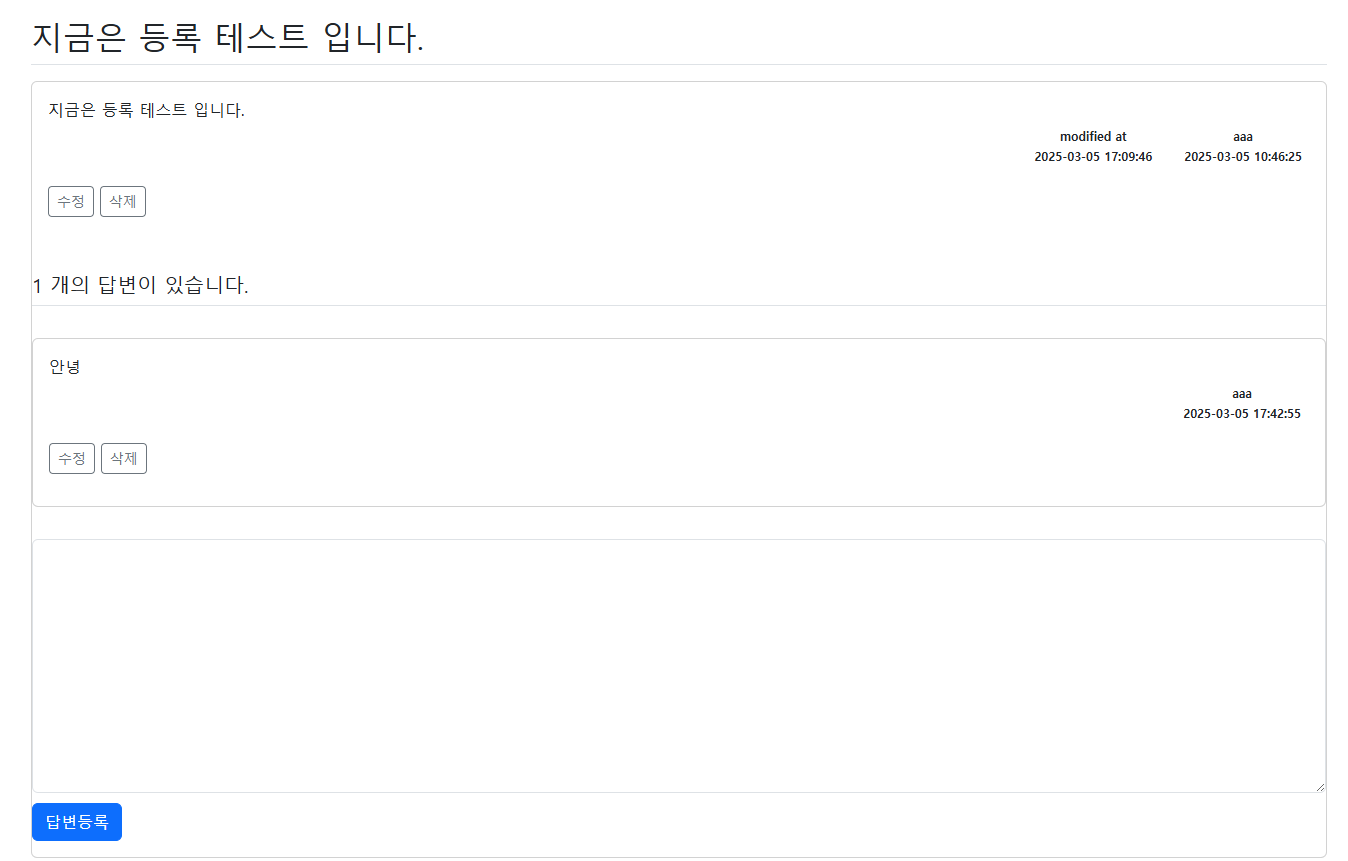 지금은 등록 테스트 입니다.
지금은 등록 테스트 입니다.
modified at
2025-03-05 17:09:46
aaa
2025-03-05 10:46:25
수정 삭제
1 개의 답변이 있습니다.
안녕
aaa
2025-03-05 17:42:55
수정 삭제
답변등록